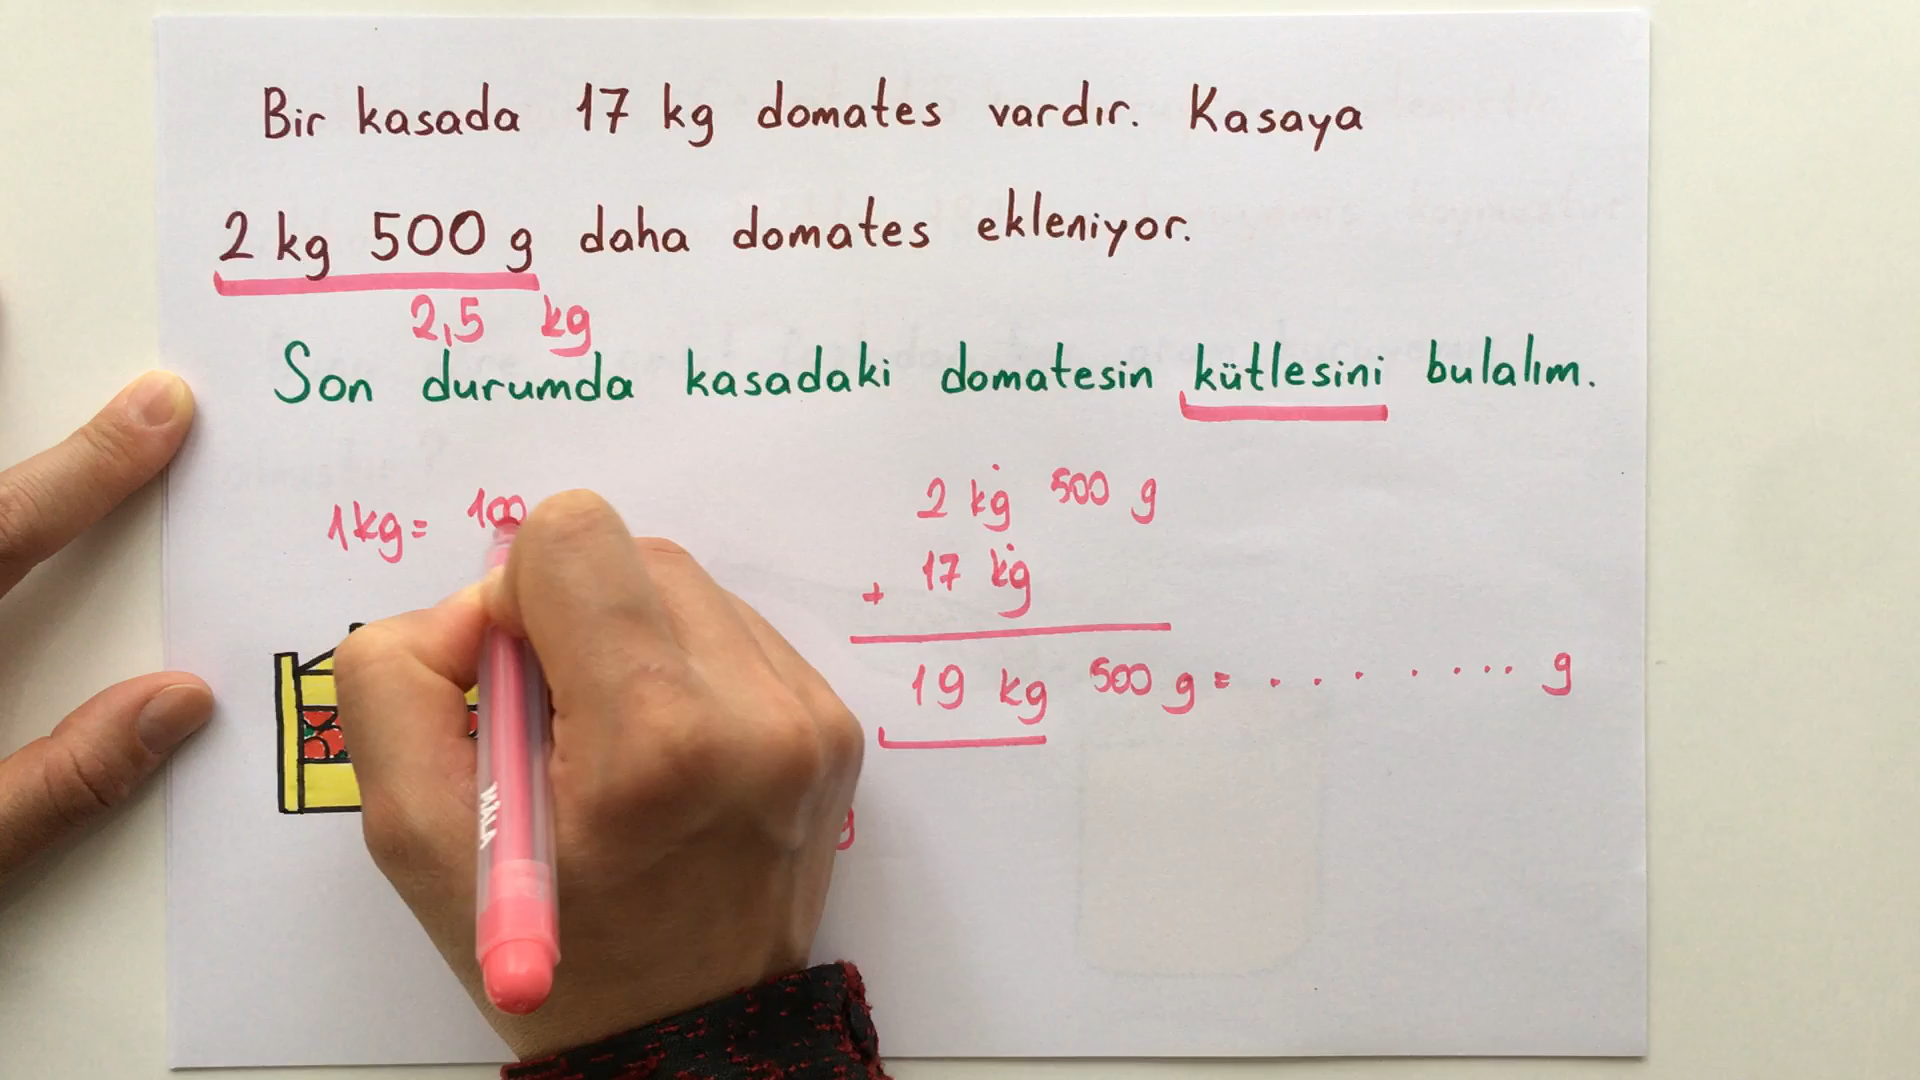 Bir kasada 17 kg domates vardır. Kasaya
2 kg 500 g daha domates ekleniyor.
2,5 kg
Son durumda kasadaki domatesin kütlesini bulalım.
1kg= 100
2 kg 500 g
+ 17 kg
19 kg 500 g = . . . . . . . . g
g